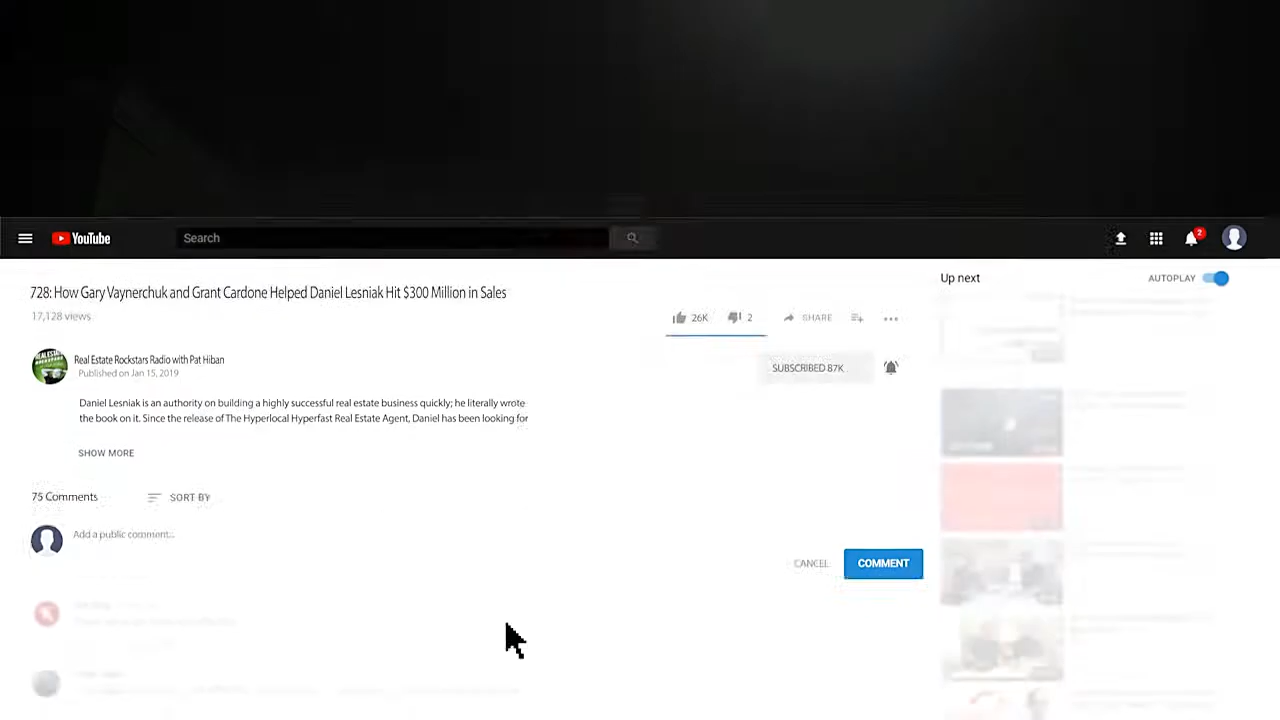 YouTube
Search
2
728: How Gary Vaynerchuk and Grant Cardone Helped Daniel Lesniak Hit $300 Million in Sales
17,128 views
26K
2
SHARE
Up next
AUTOPLAY
Real Estate Rockstars Radio with Pat Hiban
Published on Jan 15, 2019
SUBSCRIBED 87K
Daniel Lesniak is an authority on building a highly successful real estate business quickly; he literally wrote
the book on it. Since the release of The Hyperlocal Hyperfast Real Estate Agent, Daniel has been looking for
SHOW MORE
75 Comments
SORT BY
Add a public comment...
CANCEL
COMMENT